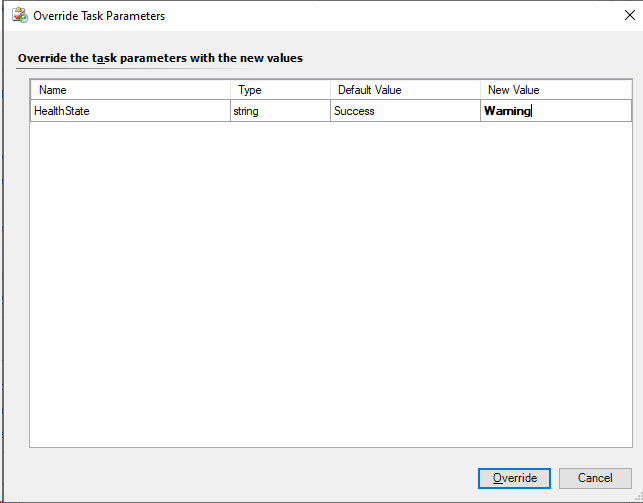 Override Task Parameters
Override the task parameters with the new values
Name Type Default Value New Value
HealthState string Success Warning
Override Cancel